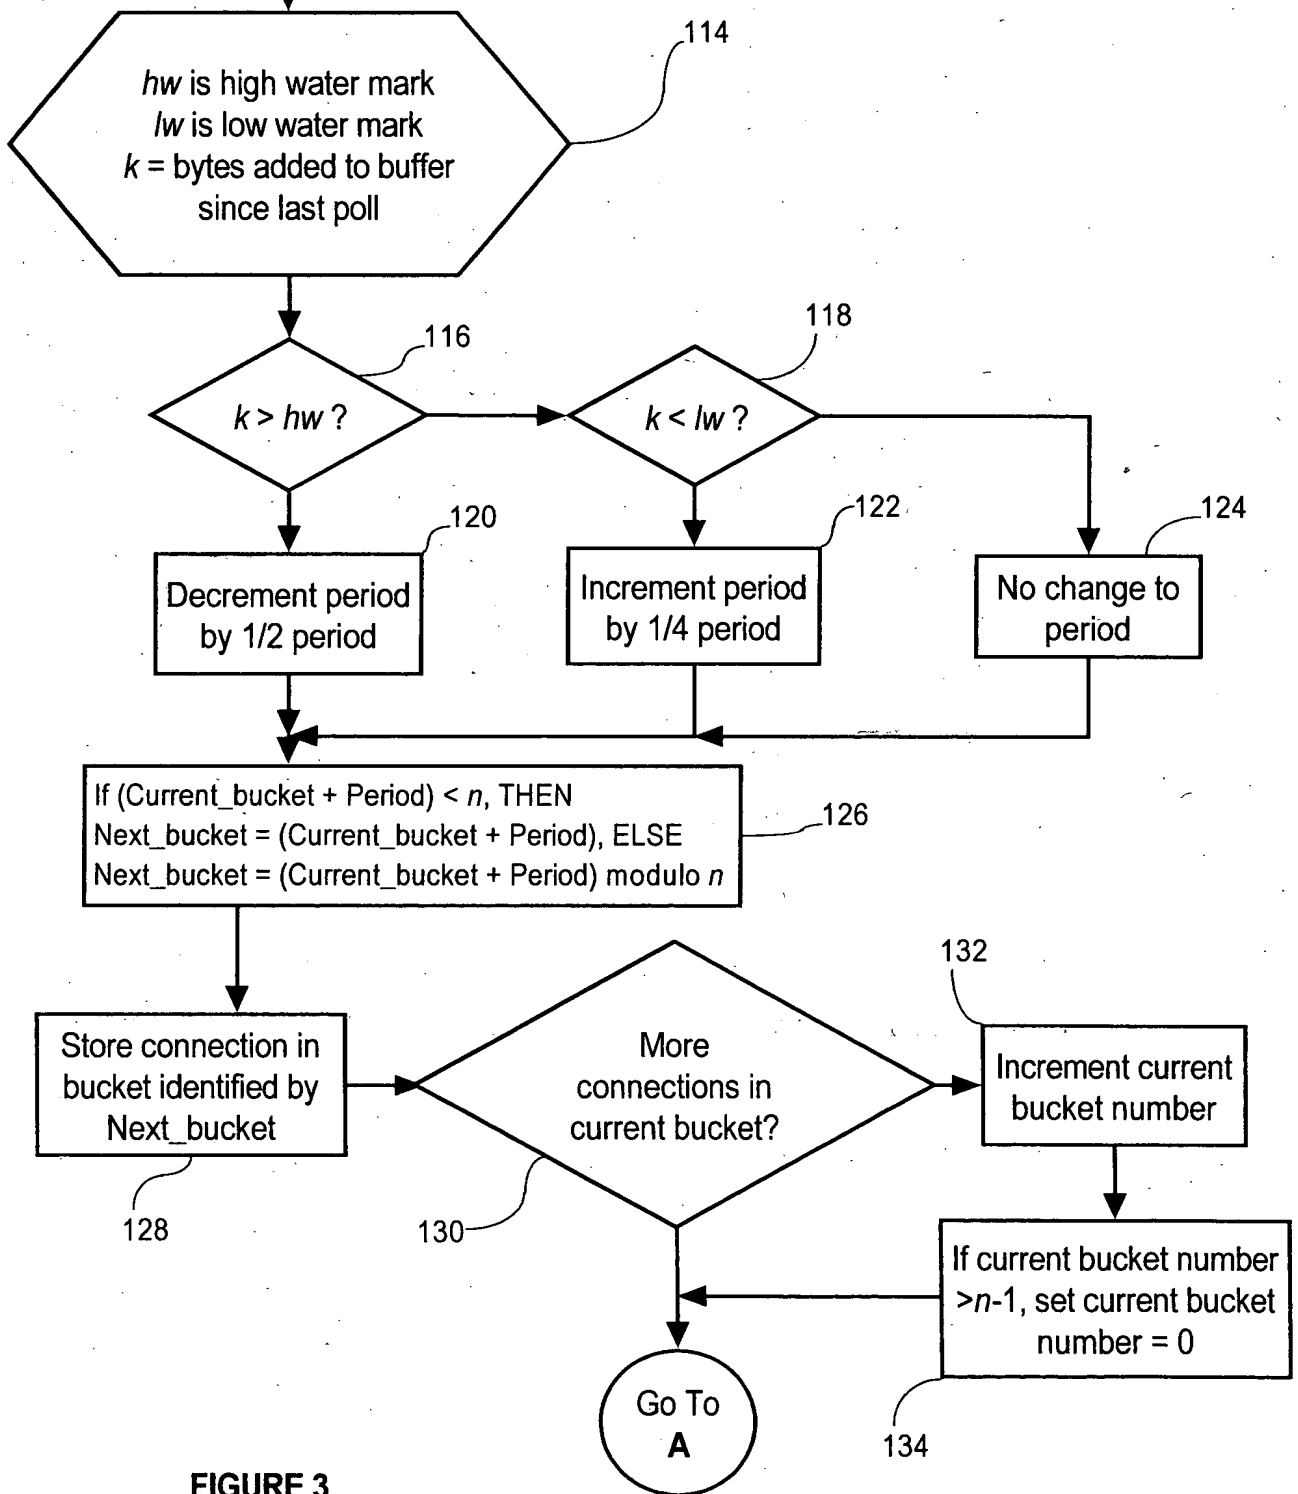 114
hw is high water mark
lw is low water mark
k = bytes added to buffer
since last poll
116
118
k > hw ?
k < lw ?
120
122
124
Decrement period
by 1/2 period
Increment period
by 1/4 period
No change to
period
If (Current_bucket + Period) < n, THEN
Next_bucket = (Current_bucket + Period), ELSE
Next_bucket = (Current_bucket + Period) modulo n
126
132
Store connection in
bucket identified by
Next_bucket
128
More
connections in
current bucket?
130
Increment current
bucket number
If current bucket number
>n-1, set current bucket
number = 0
134
Go To
A
FIGURE 3